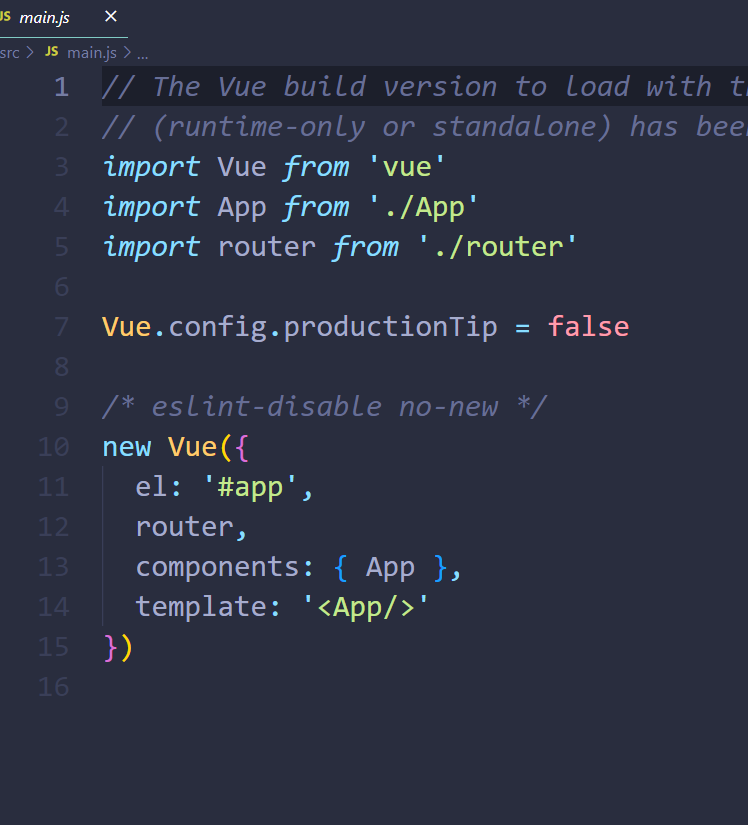 JS main.js ×
src > JS main.js > ...
1 // The Vue build version to load with
2 // (runtime-only or standalone) has
3 import Vue from 'vue'
4 import App from './App'
5 import router from './router'
6
7 Vue.config.productionTip = false
8
9 /* eslint-disable no-new */
10 new Vue({
11   el: '#app',
12   router,
13   components: { App },
14   template: '<App/>'
15 })
16